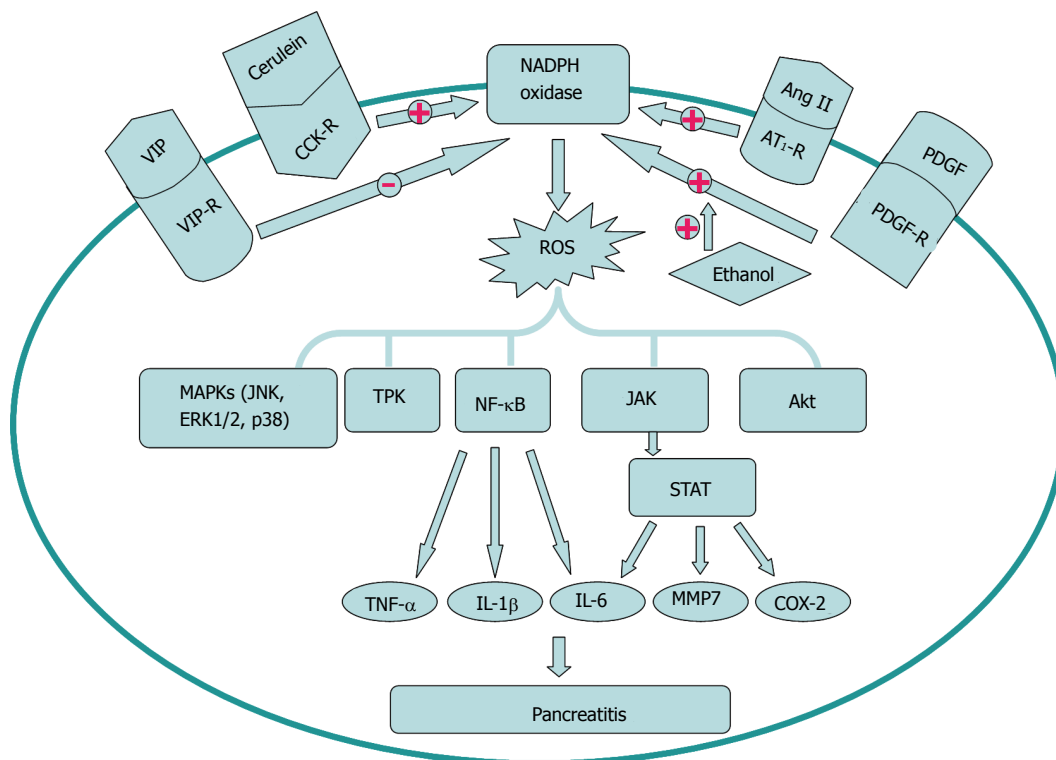 Cerulein
CCK-R
VIP
VIP-R
NADPH
oxidase
Ang II
AT₁-R
PDGF
PDGF-R
+
+
−
+
+
ROS
Ethanol
MAPKs (JNK,
ERK1/2, p38)
TPK
NF-κB
JAK
Akt
STAT
TNF-α
IL-1β
IL-6
MMP7
COX-2
Pancreatitis